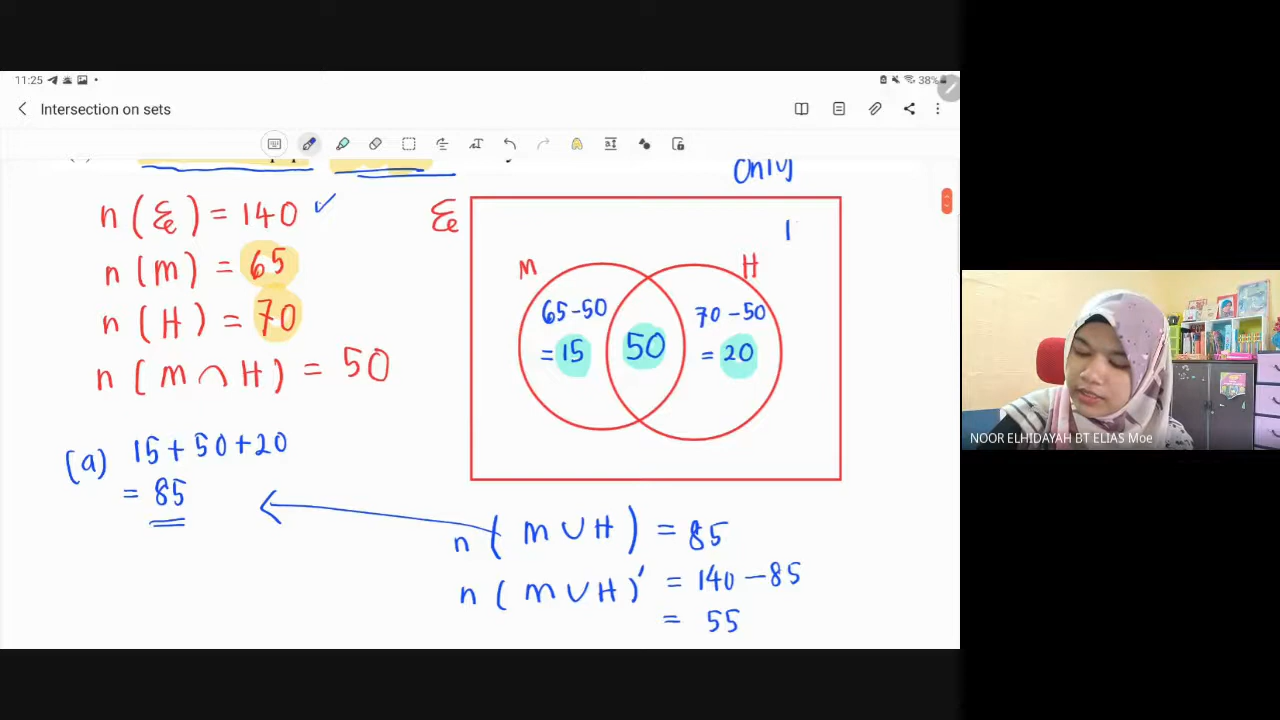 11:25
38%
Intersection on sets
Only
n(ξ) = 140 ✓
n(m) = 65
n(H) = 70
n(m ∩ H) = 50
ξ
M
H
65-50
= 15
50
70-50
= 20
(a) 15+50+20
= 85
n(m ∪ H) = 85
n(m ∪ H)' = 140-85
= 55
NOOR ELHIDAYAH BT ELIAS Moe